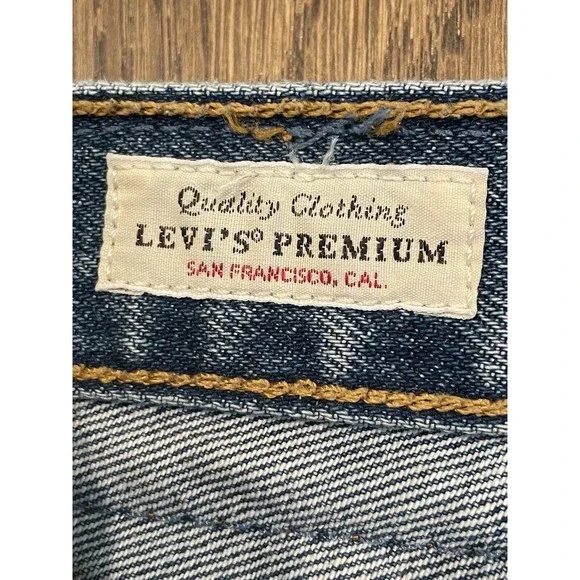 Quality Clothing
LEVI'S® PREMIUM
SAN FRANCISCO, CAL.